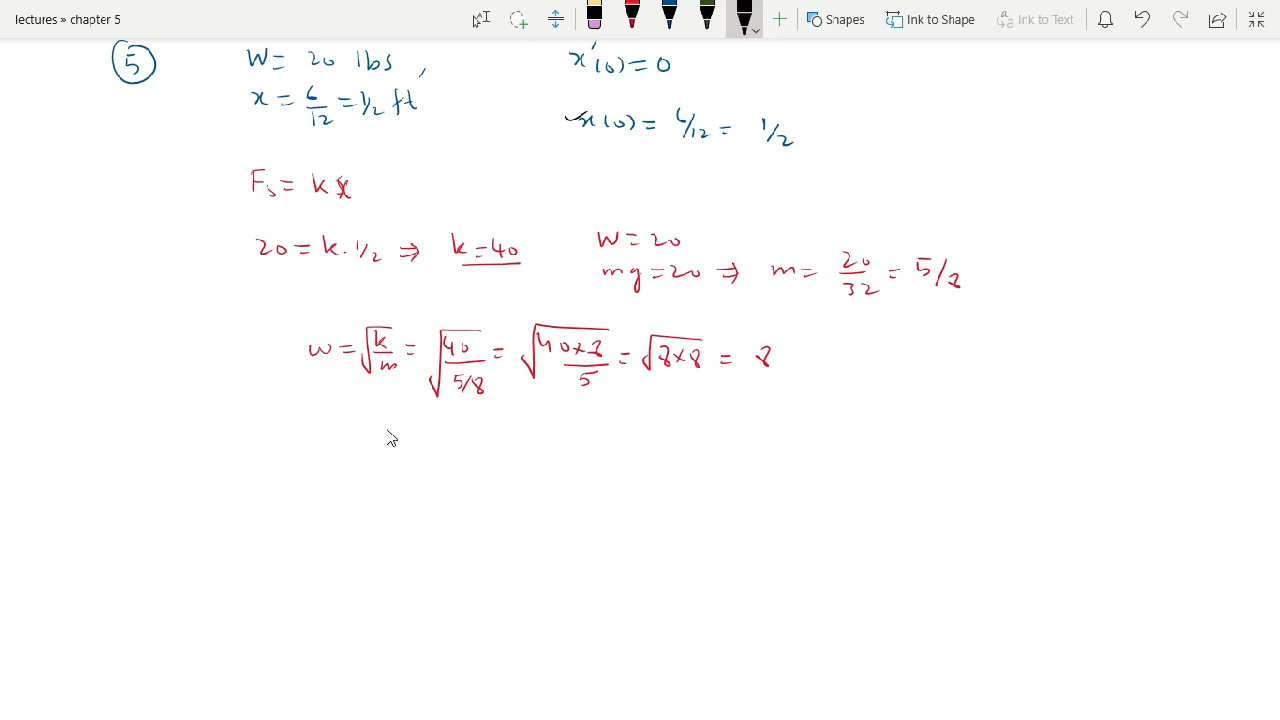 lectures » chapter 5
Shapes
Ink to Shape
Ink to Text
5
W = 20 lbs,
x = 6/12 = 1/2 ft
x'(0) = 0
x(0) = 6/12 = 1/2
Fs = kx
20 = k · 1/2 ⇒ k = 40
W = 20
mg = 20 ⇒ m = 20/32 = 5/8
w = √(k/m) = √(40/(5/8)) = √(40×8/5) = √(8×8) = 8